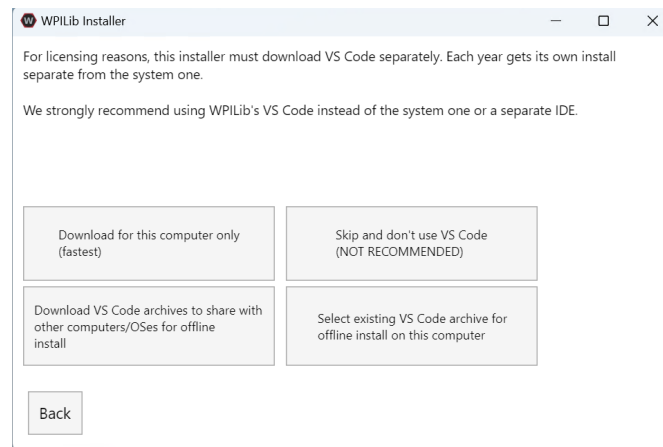 W WPILib Installer
For licensing reasons, this installer must download VS Code separately. Each year gets its own install
separate from the system one.
We strongly recommend using WPILib's VS Code instead of the system one or a separate IDE.
Download for this computer only
(fastest)
Skip and don't use VS Code
(NOT RECOMMENDED)
Download VS Code archives to share with
other computers/OSes for offline
install
Select existing VS Code archive for
offline install on this computer
Back